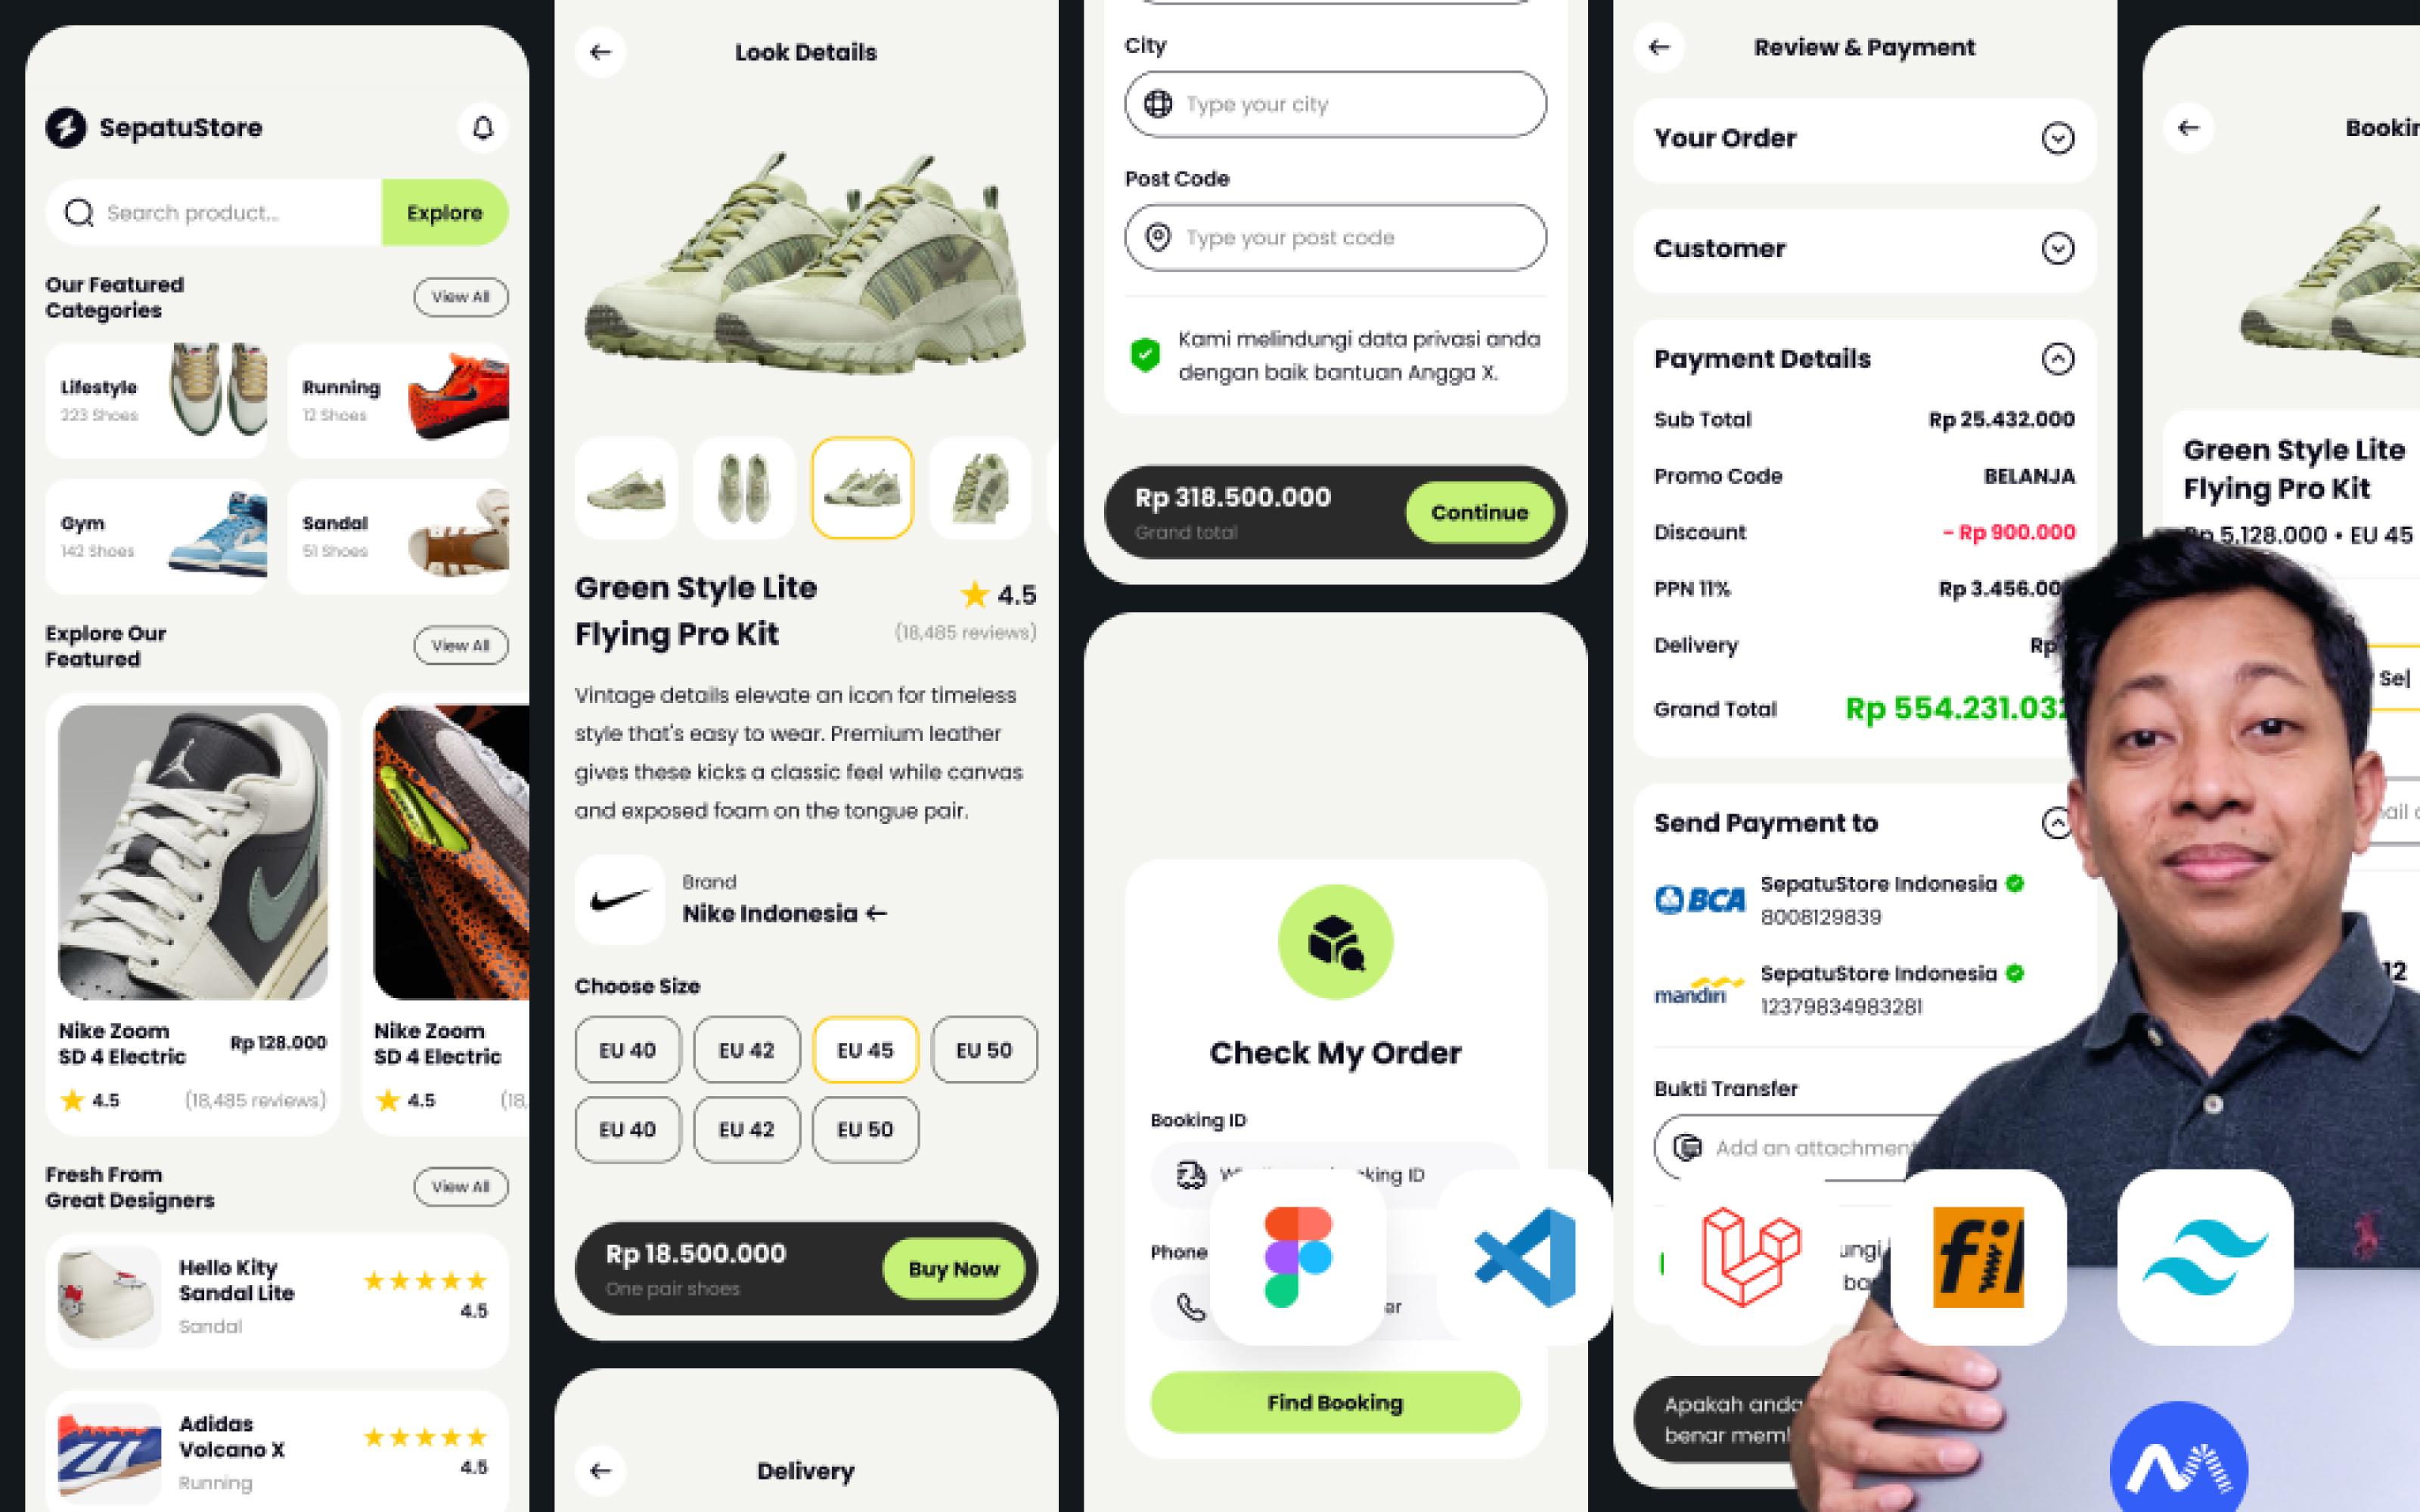 SepatuStore
Search product...
Explore
Our Featured
Categories
View All
Lifestyle
223 Shoes
Running
12 Shoes
Gym
142 Shoes
Sandal
51 Shoes
Explore Our
Featured
View All
Nike Zoom
SD 4 Electric
Rp 128.000
4.5
(18,485 reviews)
Nike Zoom
SD 4 Electric
4.5
(18,
Fresh From
Great Designers
View All
Hello Kity
Sandal Lite
Sandal
4.5
Adidas
Volcano X
Running
4.5
Look Details
Green Style Lite
Flying Pro Kit
4.5
(18,485 reviews)
Vintage details elevate an icon for timeless
style that's easy to wear. Premium leather
gives these kicks a classic feel while canvas
and exposed foam on the tongue pair.
Brand
Nike Indonesia
Choose Size
EU 40
EU 42
EU 45
EU 50
EU 40
EU 42
EU 50
Rp 18.500.000
One pair shoes
Buy Now
Delivery
City
Type your city
Post Code
Type your post code
Kami melindungi data privasi anda
dengan baik bantuan Angga X.
Rp 318.500.000
Grand total
Continue
Check My Order
Booking ID
king ID
Phone
er
Find Booking
Review & Payment
Your Order
Customer
Payment Details
Sub Total
Rp 25.432.000
Promo Code
BELANJA
Discount
- Rp 900.000
PPN 11%
Rp 3.456.00
Delivery
Rp
Grand Total
Rp 554.231.032
Send Payment to
BCA
SepatuStore Indonesia
8008129839
mandiri
SepatuStore Indonesia
12379834983281
Bukti Transfer
Add an attachment
ungi
ba
Apakah anda
benar mem
fil
Bookin
Green Style Lite
Flying Pro Kit
Rp 5.128.000 • EU 45
Sel
ail
12